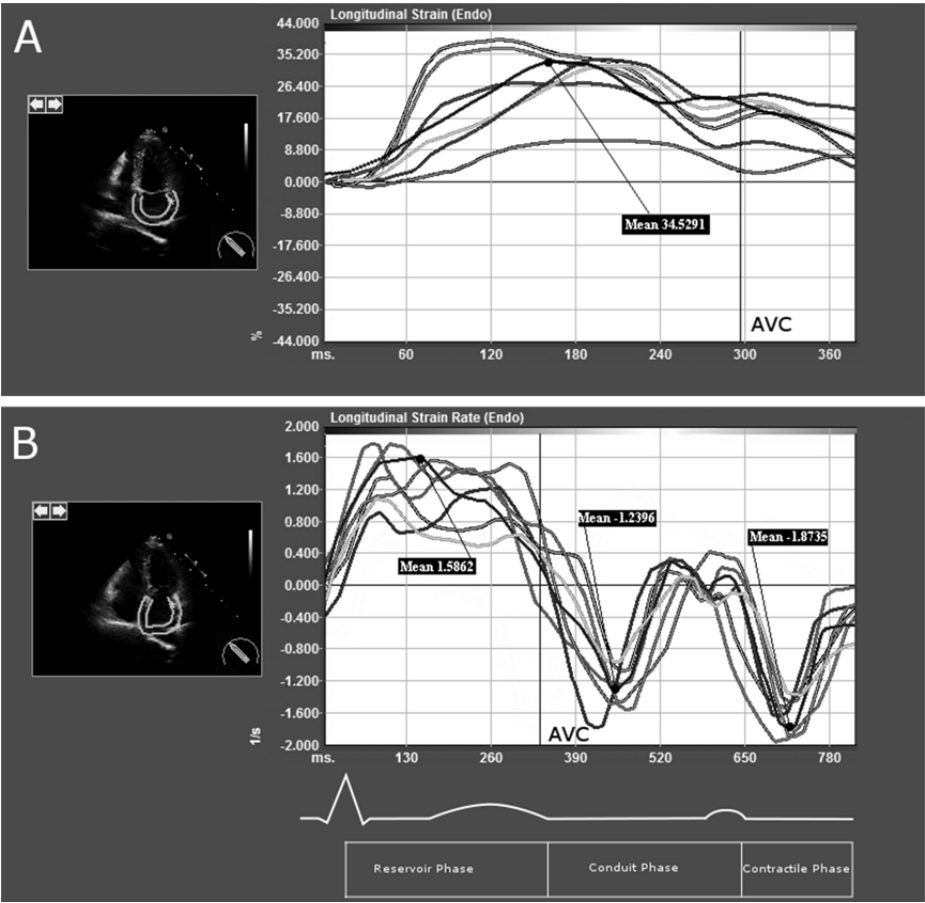 A
Longitudinal Strain (Endo)
44.000
35.200
26.400
17.600
8.800
0.000
-8.800
-17.600
-26.400
-35.200
-44.000
%
Mean 34.5291
AVC
ms. 60 120 180 240 300 360
B
Longitudinal Strain Rate (Endo)
2.000
1.600
1.200
0.800
0.400
0.000
-0.400
-0.800
-1.200
-1.600
-2.000
1/s
Mean -1.2396
Mean -1.8735
Mean 1.5862
AVC
ms. 130 260 390 520 650 780
Reservoir Phase Conduit Phase Contractile Phase